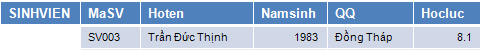 SINHVIEN MaSV Hoten Namsinh QQ Hocluc
SV003 Trần Đức Thịnh 1983 Đồng Tháp 8.1